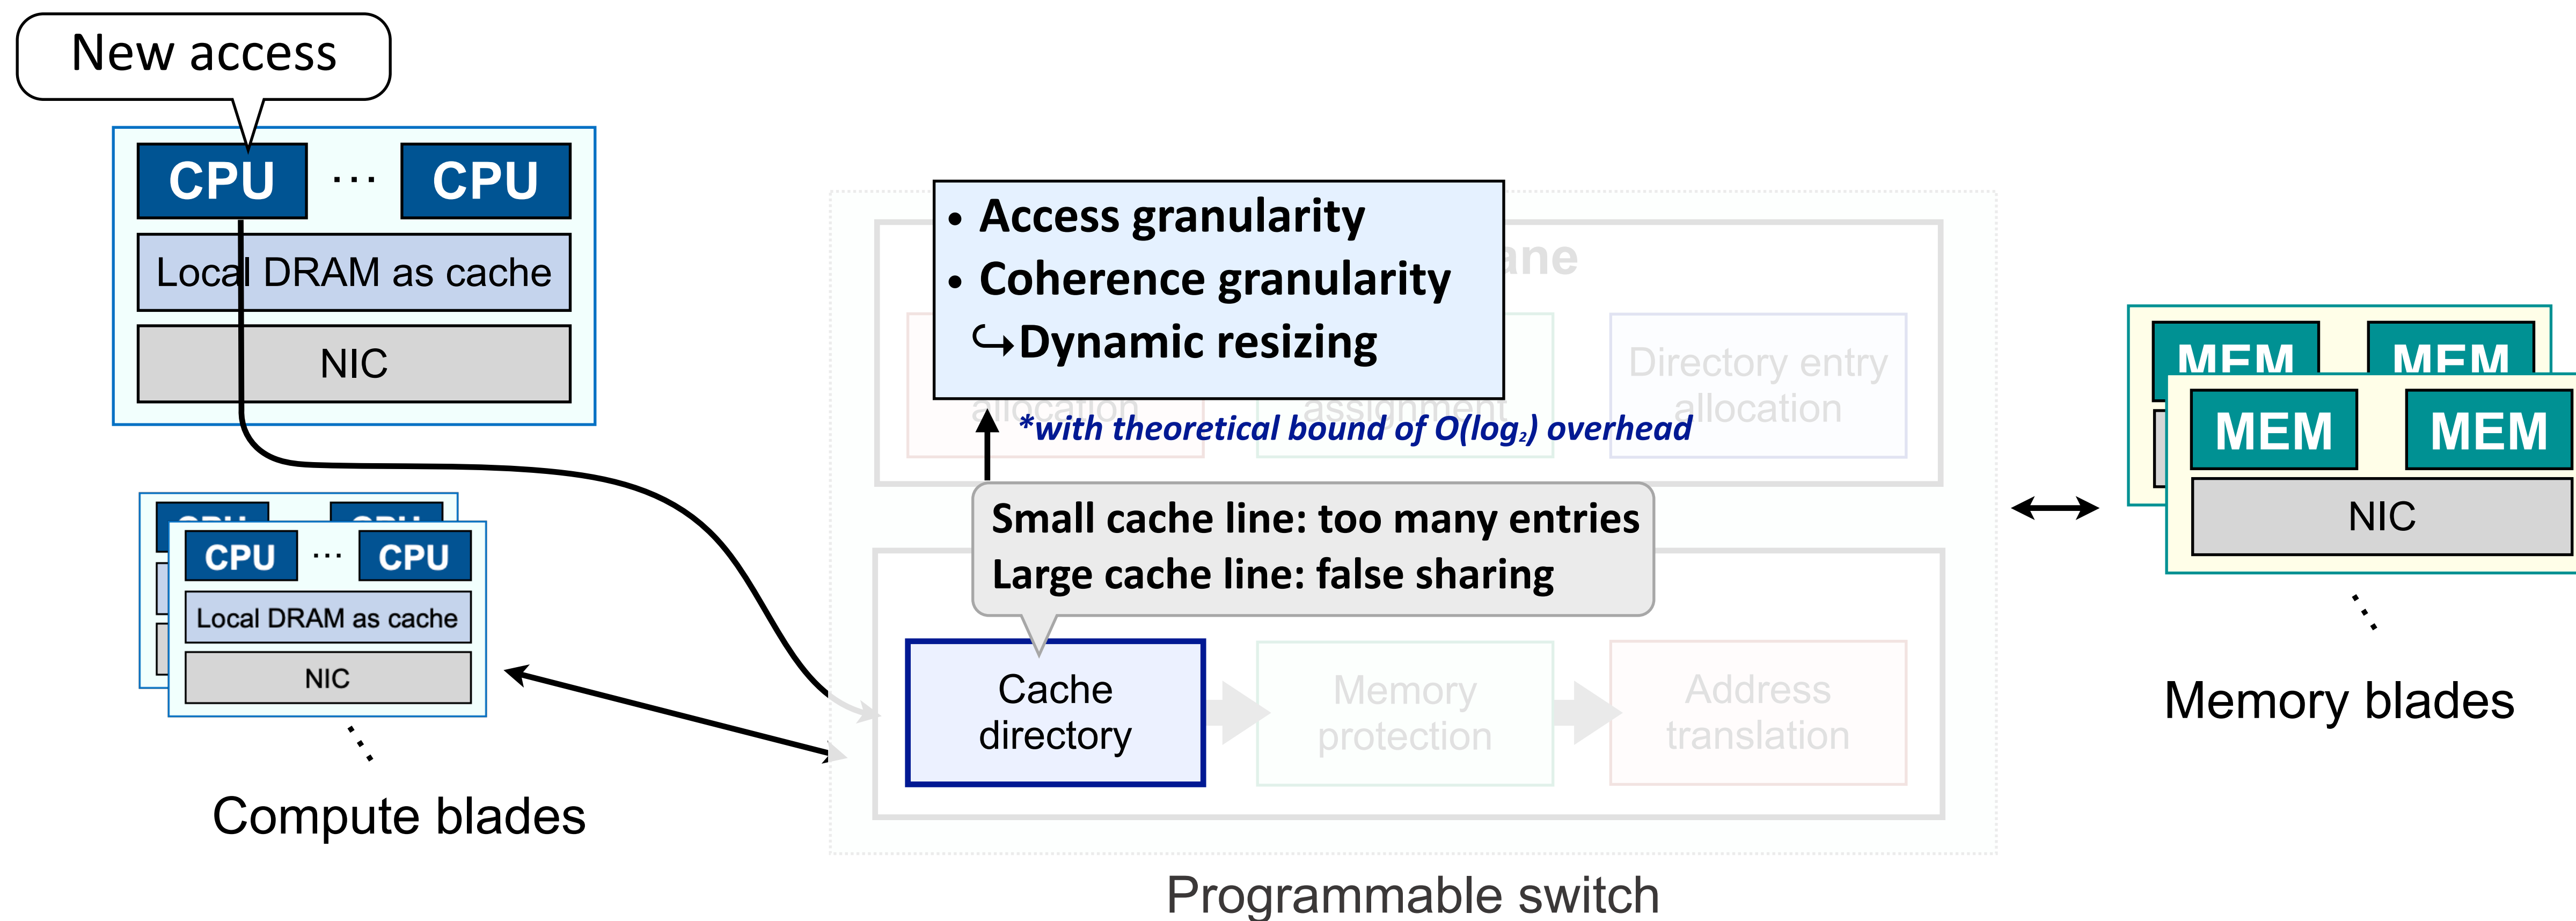 New access
CPU ... CPU
Local DRAM as cache
NIC
CPU ... CPU
Local DRAM as cache
NIC
Compute blades
• Access granularity
• Coherence granularity
↪Dynamic resizing
*with theoretical bound of O(log₂) overhead
allocation
assignment
Directory entry
allocation
Small cache line: too many entries
Large cache line: false sharing
Cache
directory
Memory
protection
Address
translation
Programmable switch
MEM MEM
MEM MEM
NIC
Memory blades